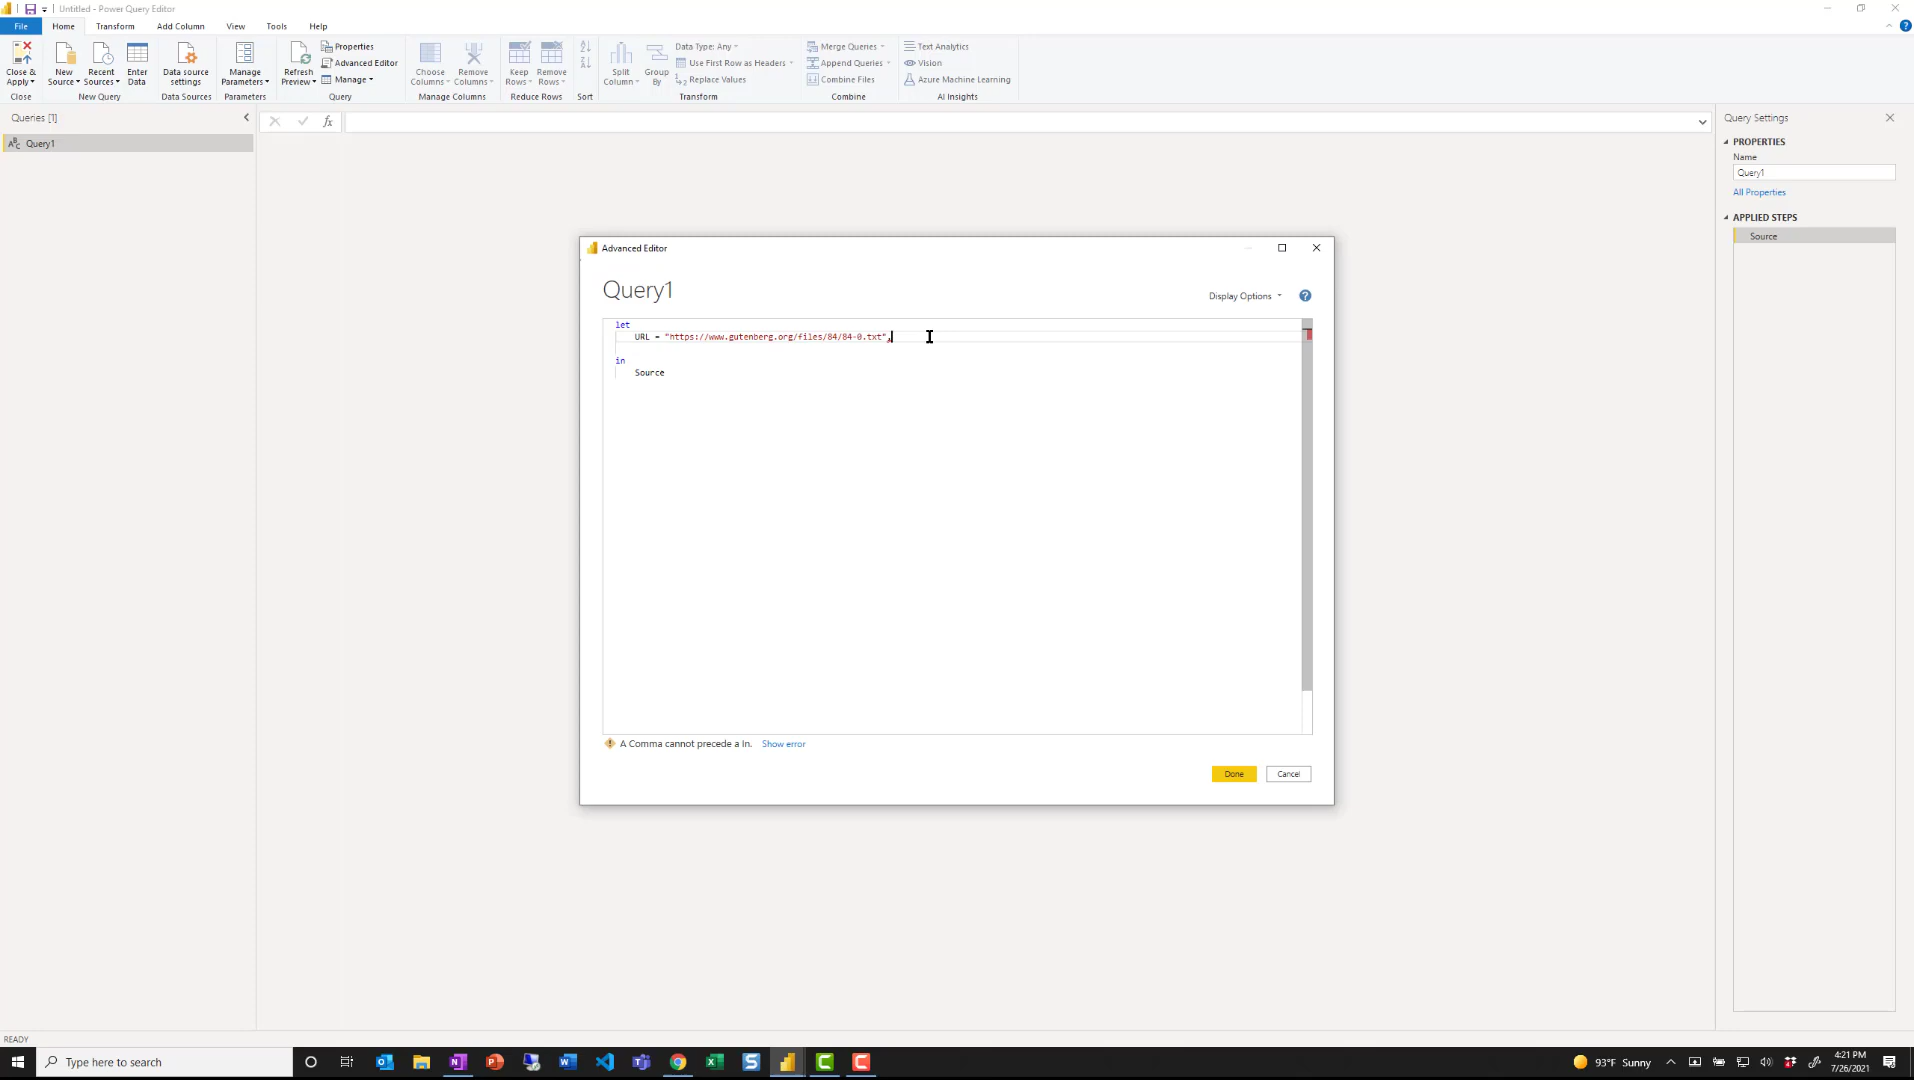 Untitled - Power Query Editor
File Home Transform Add Column View Tools Help
Close & Apply
New Source
Recent Sources
Enter Data
Data source settings
Manage Parameters
Refresh Preview
Properties
Advanced Editor
Manage
Choose Columns
Remove Columns
Keep Rows
Remove Rows
Split Column
Group By
Data Type: Any
Use First Row as Headers
Replace Values
Merge Queries
Append Queries
Combine Files
Text Analytics
Vision
Azure Machine Learning
Close New Query Data Sources Parameters Query Manage Columns Reduce Rows Sort Transform Combine AI Insights
Queries [1]
Query1
fx
Query Settings
PROPERTIES
Name
Query1
All Properties
APPLIED STEPS
Source
Advanced Editor
Query1
Display Options
?
let
URL = "https://www.gutenberg.org/files/84/84-0.txt",
in
Source
A Comma cannot precede a In. Show error
Done Cancel
READY
Type here to search
93°F Sunny
4:21 PM
7/26/2021